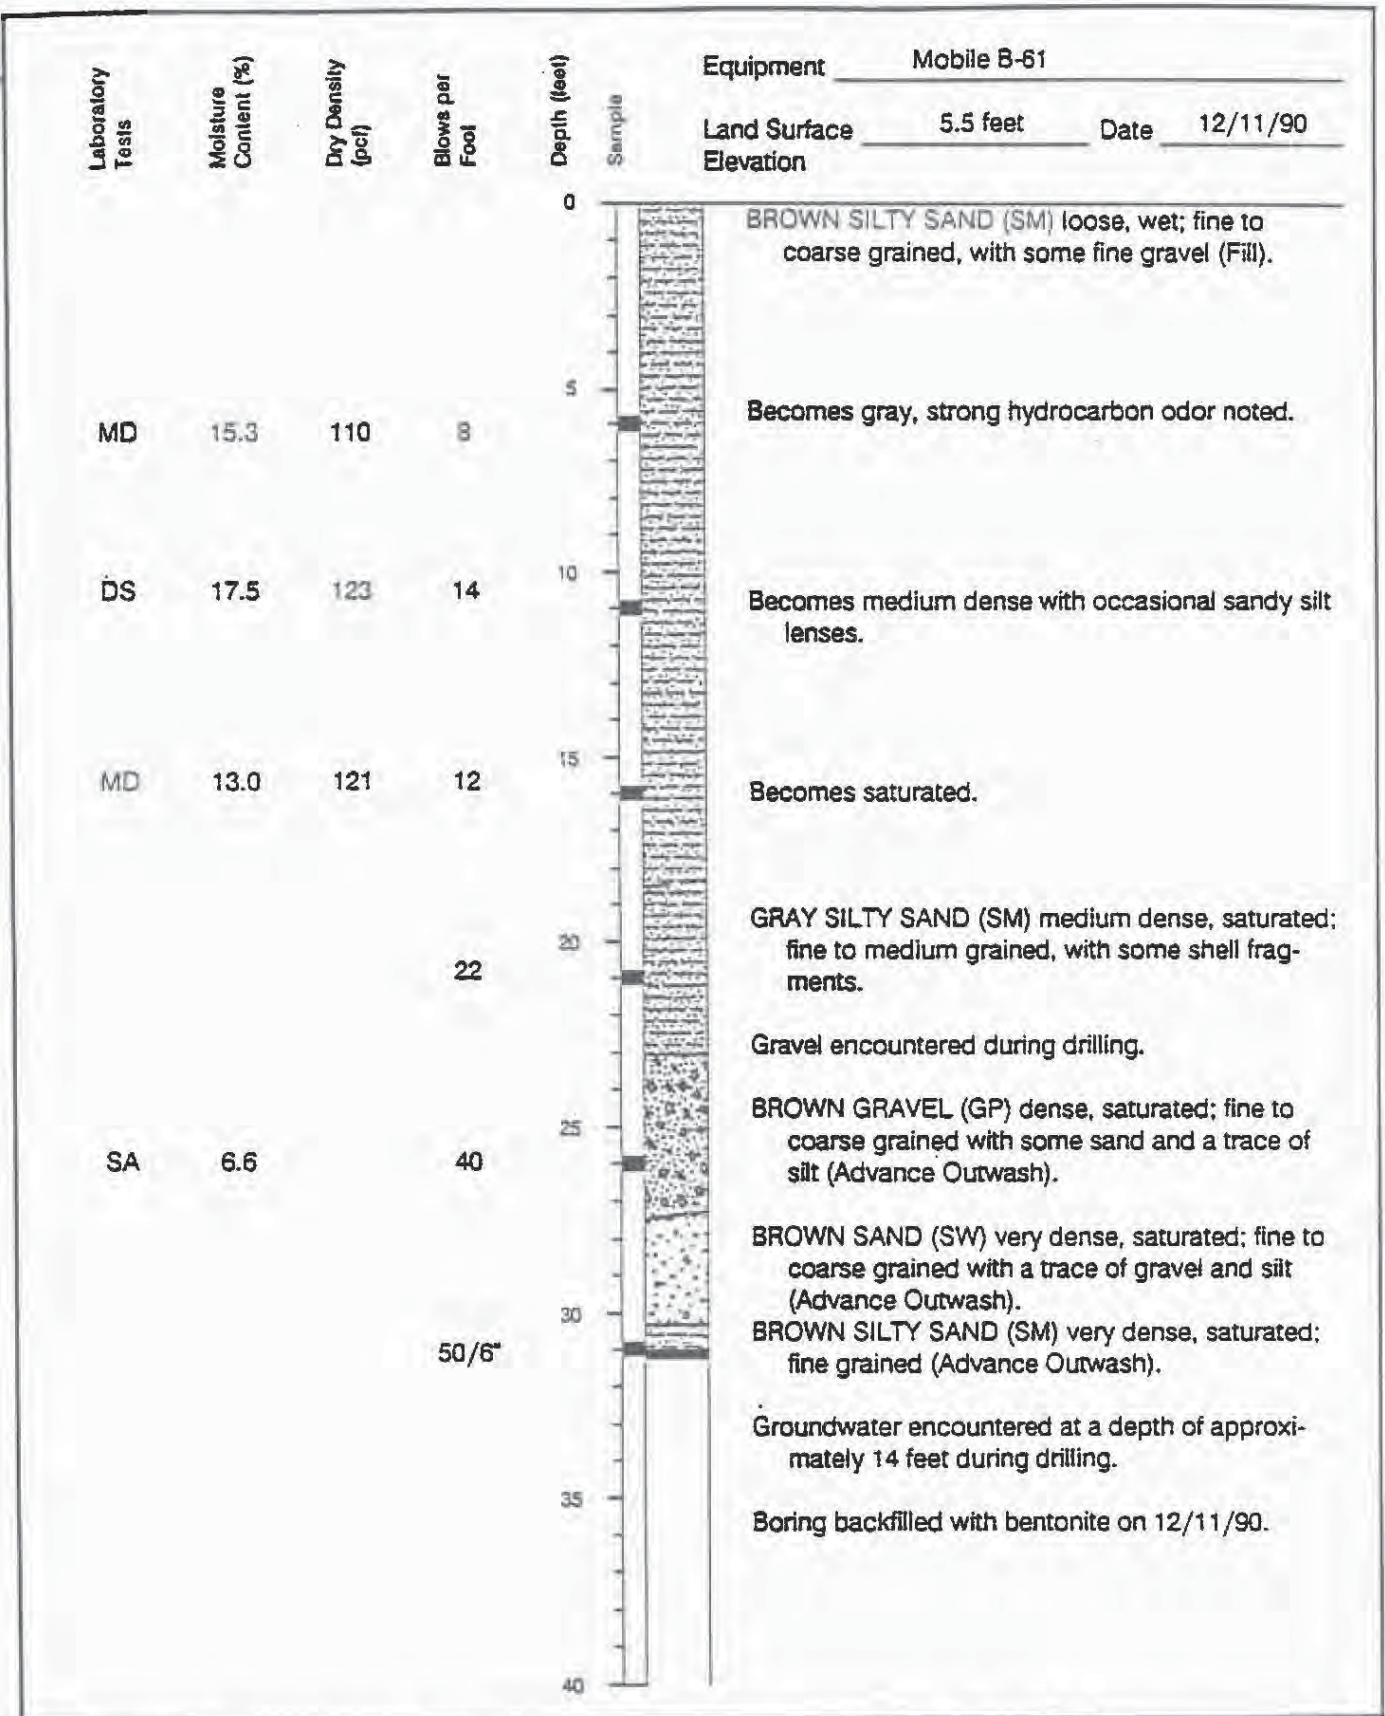 Laboratory Tests
Moisture Content (%)
Dry Density (pcf)
Blows per Foot
Depth (feet)
Sample
Equipment Mobile B-61
Land Surface 5.5 feet Date 12/11/90
Elevation
0
BROWN SILTY SAND (SM) loose, wet; fine to
coarse grained, with some fine gravel (Fill).
5
Becomes gray, strong hydrocarbon odor noted.
MD 15.3 110 8
10
DS 17.5 123 14
Becomes medium dense with occasional sandy silt
lenses.
15
MD 13.0 121 12
Becomes saturated.
GRAY SILTY SAND (SM) medium dense, saturated;
20
fine to medium grained, with some shell frag-
22
ments.
Gravel encountered during drilling.
BROWN GRAVEL (GP) dense, saturated; fine to
25
coarse grained with some sand and a trace of
SA 6.6 40
silt (Advance Outwash).
BROWN SAND (SW) very dense, saturated; fine to
coarse grained with a trace of gravel and silt
(Advance Outwash).
30
BROWN SILTY SAND (SM) very dense, saturated;
50/6"
fine grained (Advance Outwash).
Groundwater encountered at a depth of approxi-
mately 14 feet during drilling.
35
Boring backfilled with bentonite on 12/11/90.
40